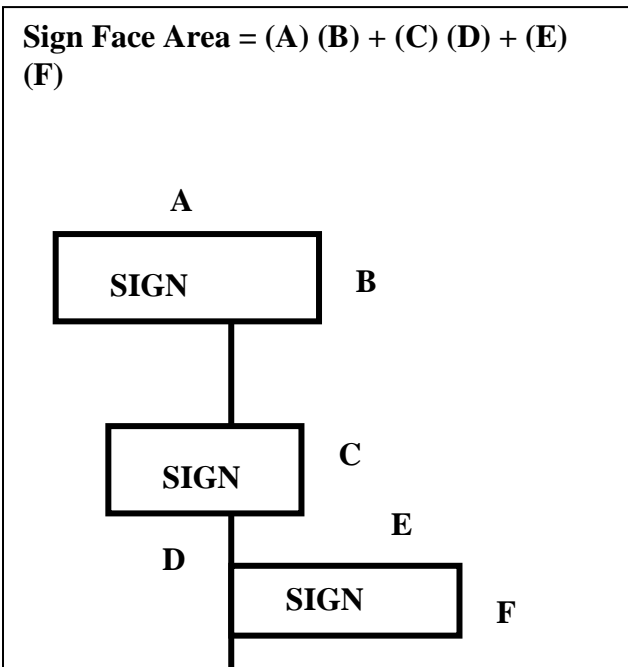 Sign Face Area = (A) (B) + (C) (D) + (E)
(F)
A
SIGN
B
SIGN
C
D
E
SIGN
F